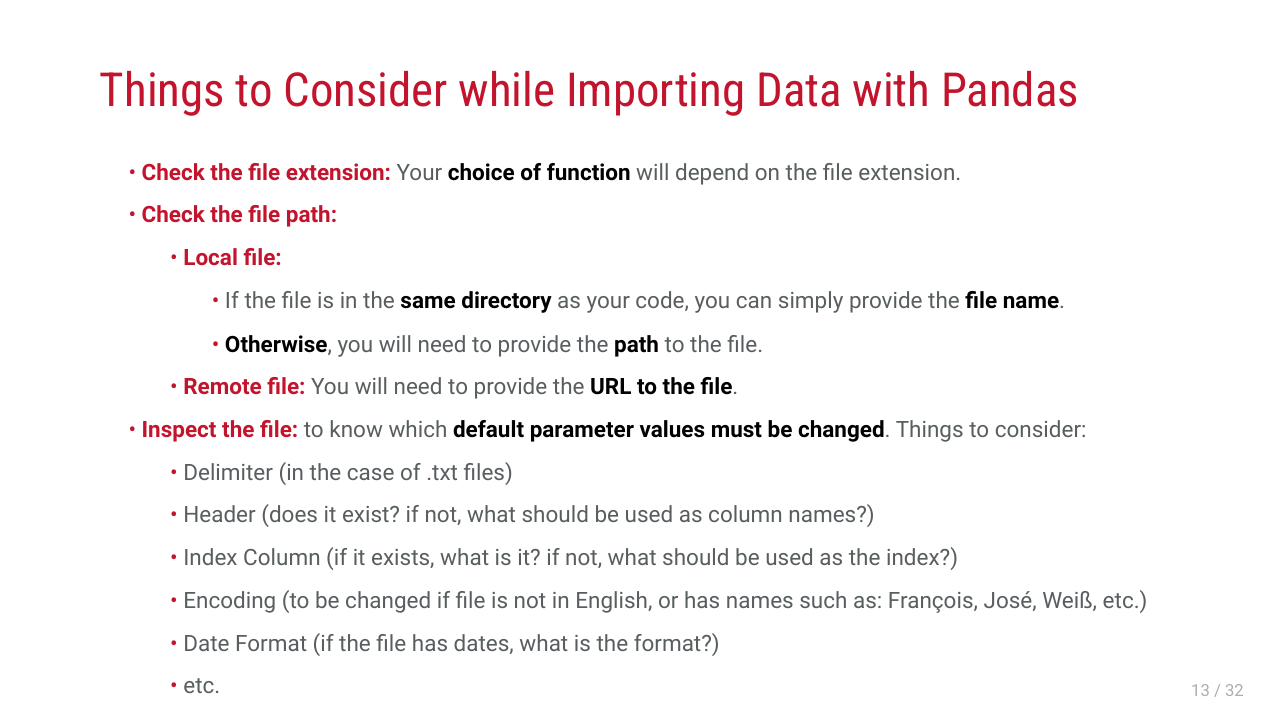 Things to Consider while Importing Data with Pandas
• Check the file extension: Your choice of function will depend on the file extension.
• Check the file path:
• Local file:
• If the file is in the same directory as your code, you can simply provide the file name.
• Otherwise, you will need to provide the path to the file.
• Remote file: You will need to provide the URL to the file.
• Inspect the file: to know which default parameter values must be changed. Things to consider:
• Delimiter (in the case of .txt files)
• Header (does it exist? if not, what should be used as column names?)
• Index Column (if it exists, what is it? if not, what should be used as the index?)
• Encoding (to be changed if file is not in English, or has names such as: François, José, Weiß, etc.)
• Date Format (if the file has dates, what is the format?)
• etc.
13 / 32